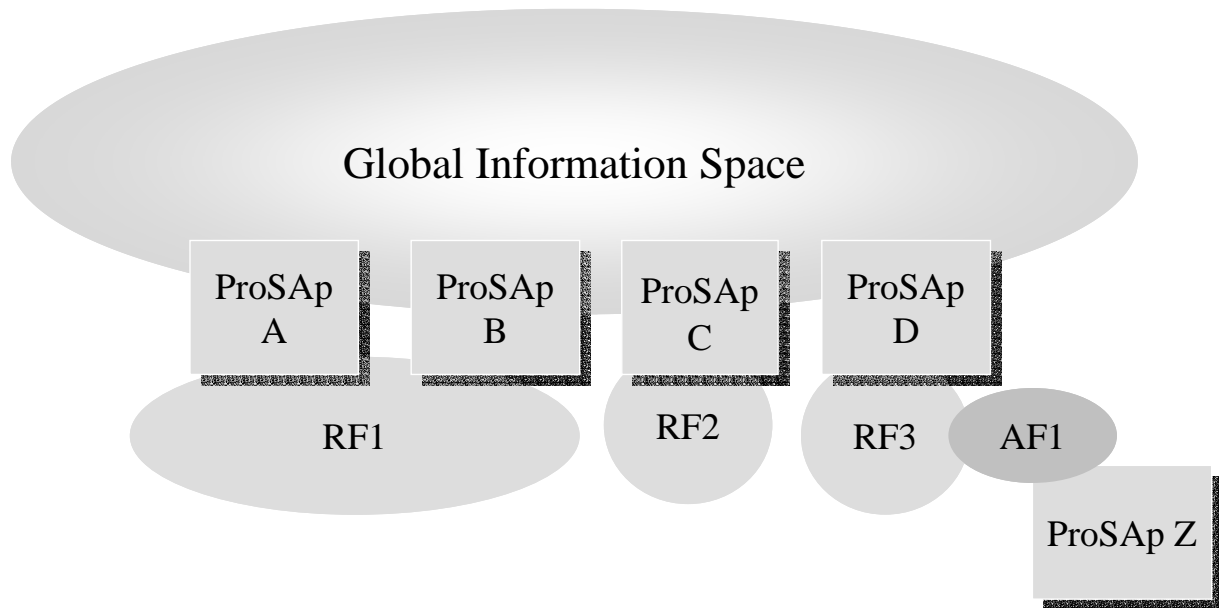 Global Information Space
ProSAp
A
ProSAp
B
ProSAp
C
ProSAp
D
RF1
RF2
RF3
AF1
ProSAp Z